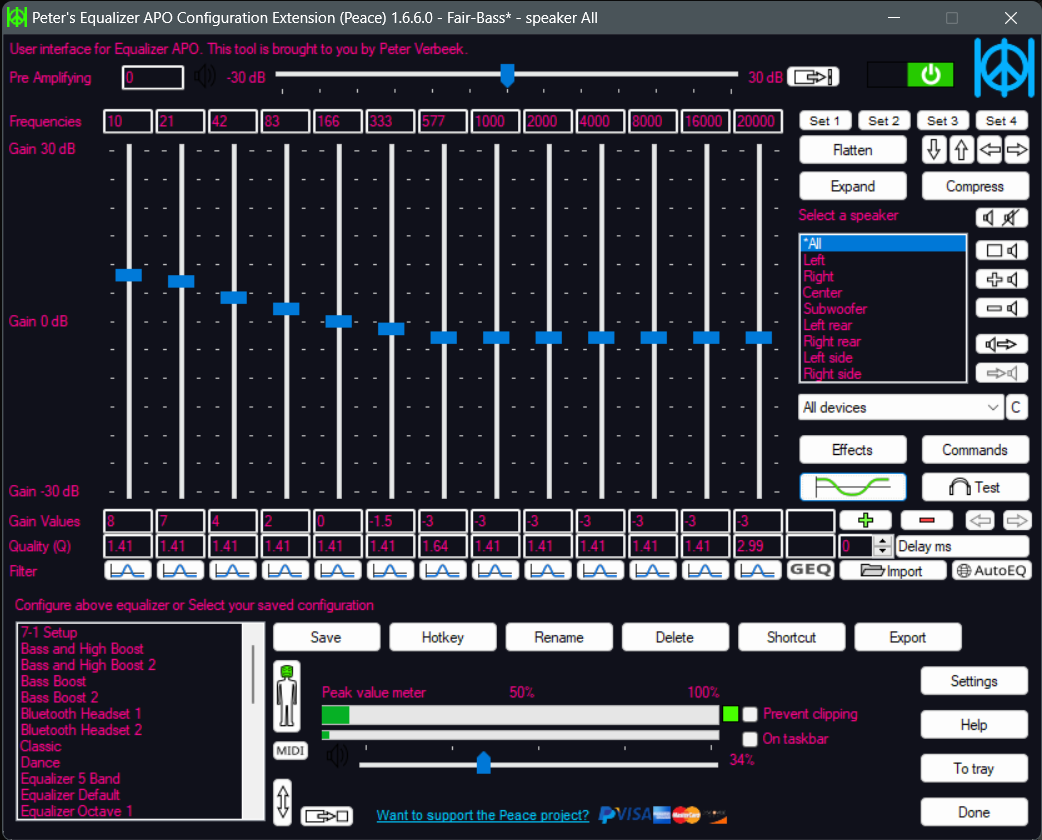 Peter's Equalizer APO Configuration Extension (Peace) 1.6.6.0 - Fair-Bass* - speaker All
User interface for Equalizer APO. This tool is brought to you by Peter Verbeek.
Pre Amplifying 0 -30 dB 30 dB
Frequencies 10 21 42 83 166 333 577 1000 2000 4000 8000 16000 20000 Set 1 Set 2 Set 3 Set 4
Gain 30 dB Flatten
Expand Compress
Select a speaker
*All
Left
Right
Center
Subwoofer
Gain 0 dB
Left rear
Right rear
Left side
Right side
All devices C
Effects Commands
Gain -30 dB Test
Gain Values 8 7 4 2 0 -1.5 -3 -3 -3 -3 -3 -3 -3
Quality (Q) 1.41 1.41 1.41 1.41 1.41 1.41 1.64 1.41 1.41 1.41 1.41 1.41 2.99 0 Delay ms
Filter GEQ Import AutoEQ
Configure above equalizer or Select your saved configuration
7-1 Setup
Bass and High Boost
Bass and High Boost 2
Bass Boost
Bass Boost 2
Bluetooth Headset 1
Bluetooth Headset 2
Classic
Dance
Equalizer 5 Band
Equalizer Default
Equalizer Octave 1
Save Hotkey Rename Delete Shortcut Export
Peak value meter 50% 100%
Prevent clipping
On taskbar
MIDI
34%
Settings
Help
To tray
Done
Want to support the Peace project? VISA MasterCard